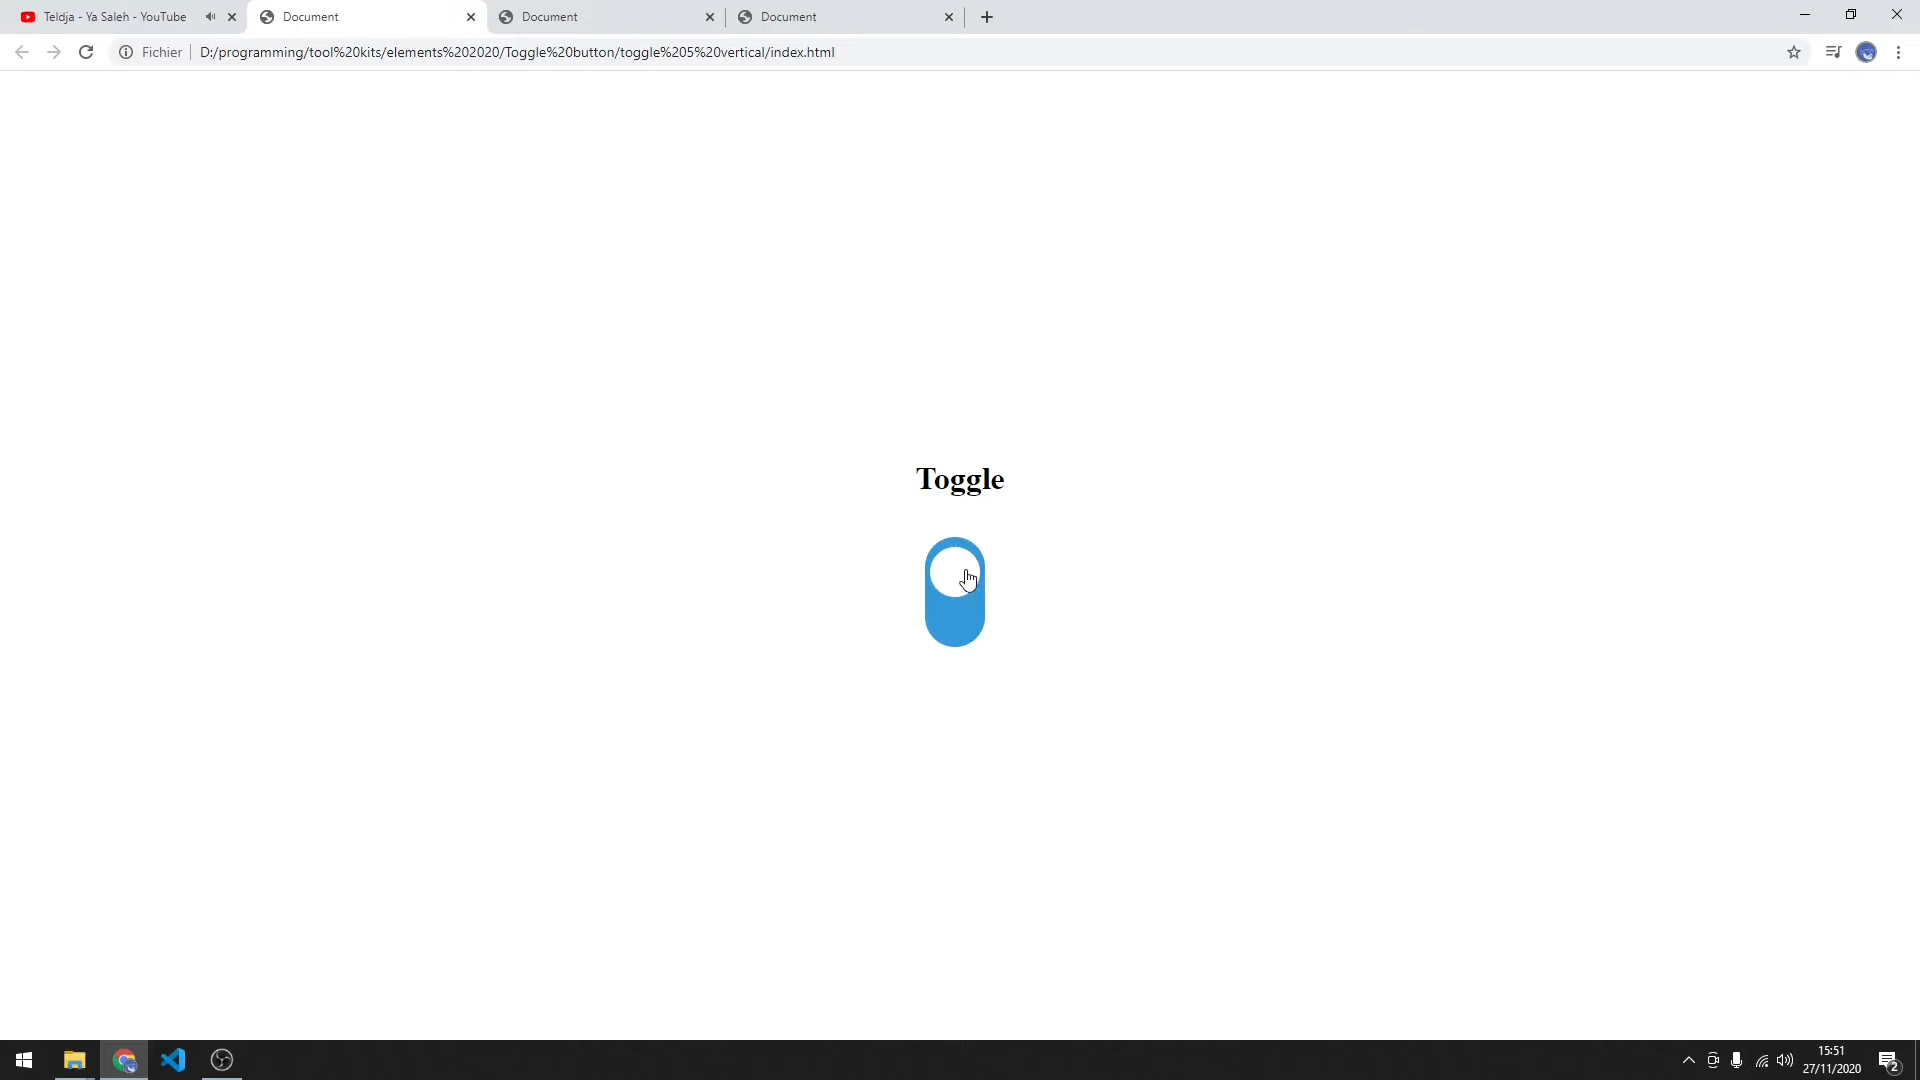 Teldja - Ya Saleh - YouTube
Document
Document
Document
Fichier
D:/programming/tool%20kits/elements%202020/Toggle%20button/toggle%205%20vertical/index.html
Toggle
15:51
27/11/2020
2